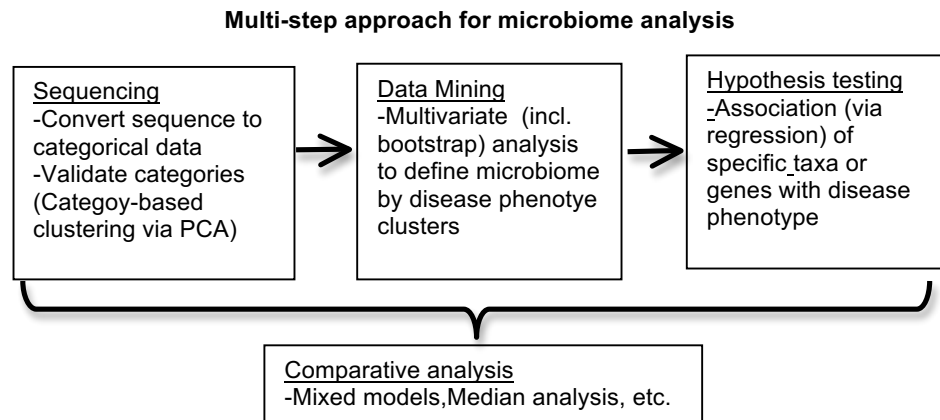 Multi-step approach for microbiome analysis
Sequencing
-Convert sequence to
categorical data
-Validate categories
(Categoy-based
clustering via PCA)
Data Mining
-Multivariate (incl.
bootstrap) analysis
to define microbiome
by disease phenotye
clusters
Hypothesis testing
-Association (via
regression) of
specific taxa or
genes with disease
phenotype
Comparative analysis
-Mixed models,Median analysis, etc.